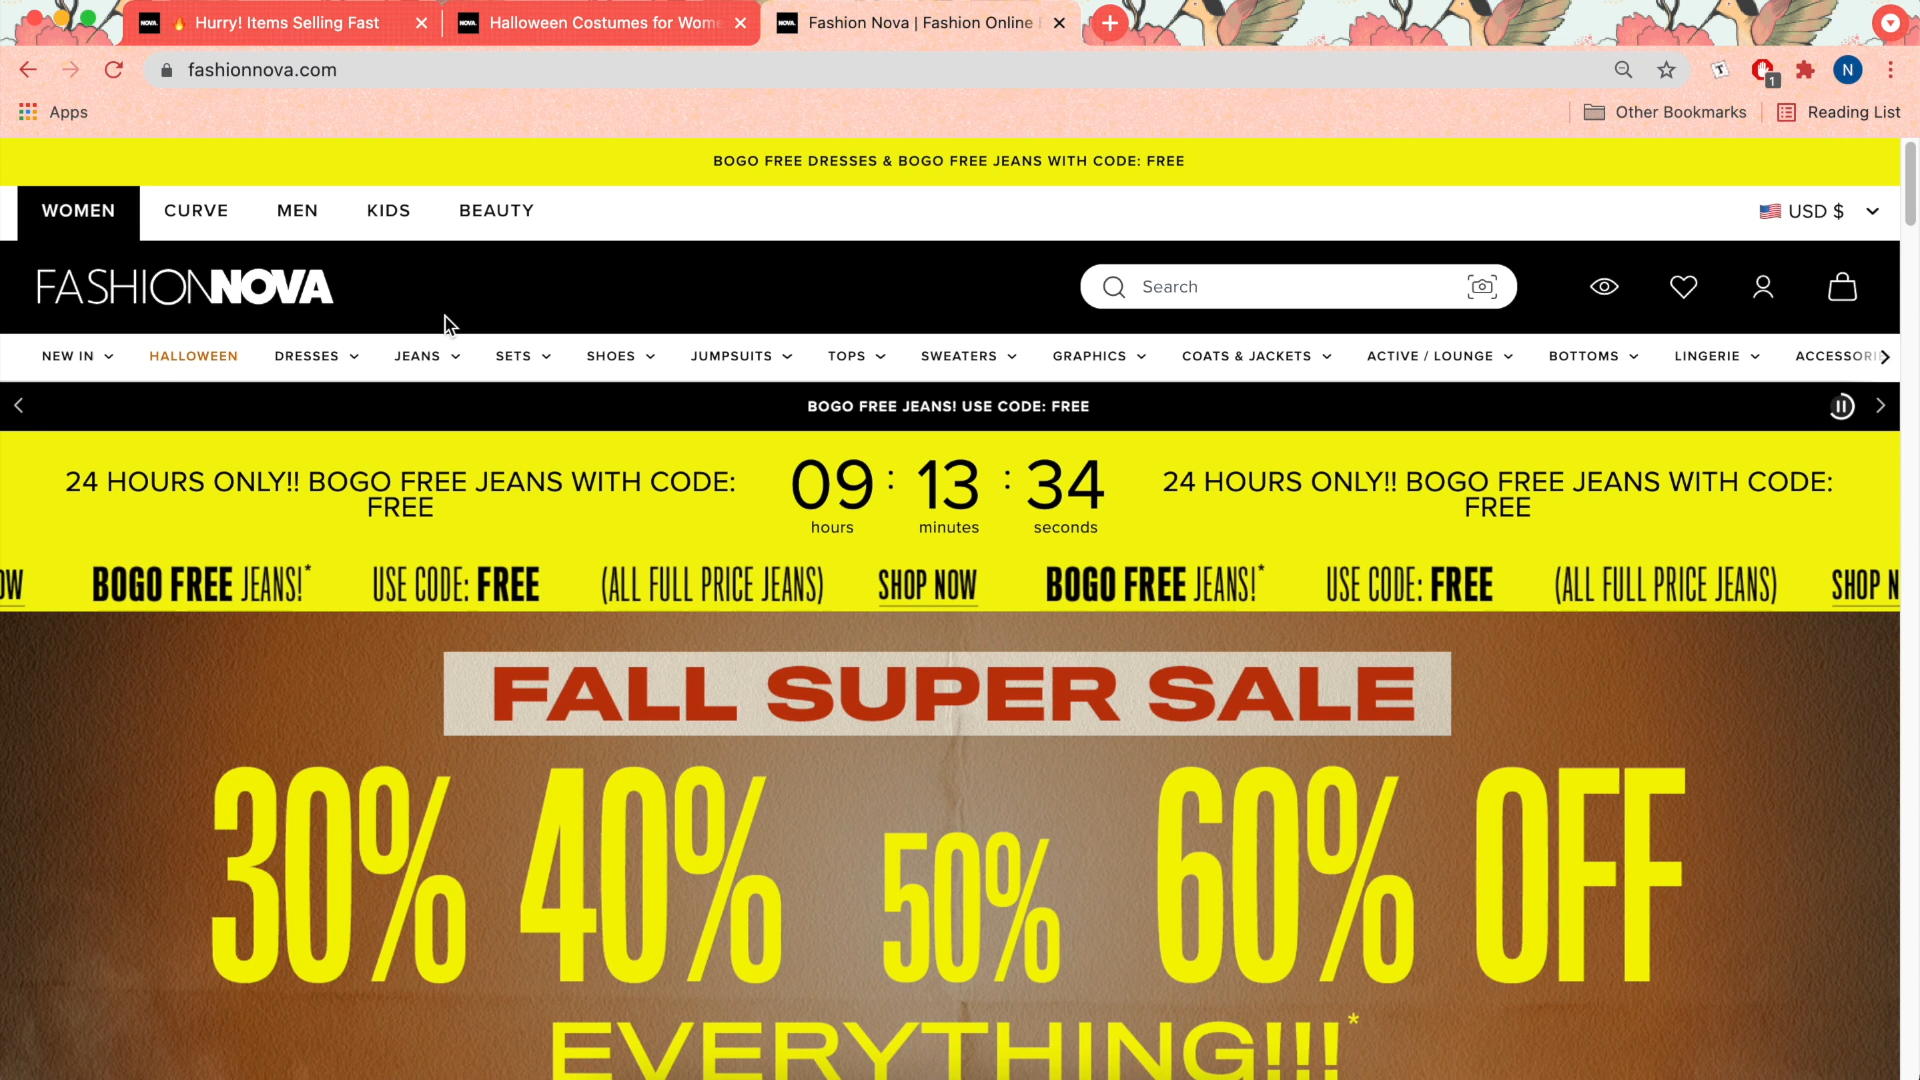 🔥 Hurry! Items Selling Fast
Halloween Costumes for Wom
Fashion Nova | Fashion Online
fashionnova.com
1
N
Apps
Other Bookmarks
Reading List
BOGO FREE DRESSES & BOGO FREE JEANS WITH CODE: FREE
WOMEN CURVE MEN KIDS BEAUTY
USD $
FASHIONNOVA
Search
NEW IN HALLOWEEN DRESSES JEANS SETS SHOES JUMPSUITS TOPS SWEATERS GRAPHICS COATS & JACKETS ACTIVE / LOUNGE BOTTOMS LINGERIE ACCESSORI
BOGO FREE JEANS! USE CODE: FREE
24 HOURS ONLY!! BOGO FREE JEANS WITH CODE:
FREE
09 : 13 : 34
hours minutes seconds
24 HOURS ONLY!! BOGO FREE JEANS WITH CODE:
FREE
OW BOGO FREE JEANS!* USE CODE: FREE (ALL FULL PRICE JEANS) SHOP NOW BOGO FREE JEANS!* USE CODE: FREE (ALL FULL PRICE JEANS) SHOP N
FALL SUPER SALE
30% 40% 50% 60% OFF
EVERYTHING!!!*